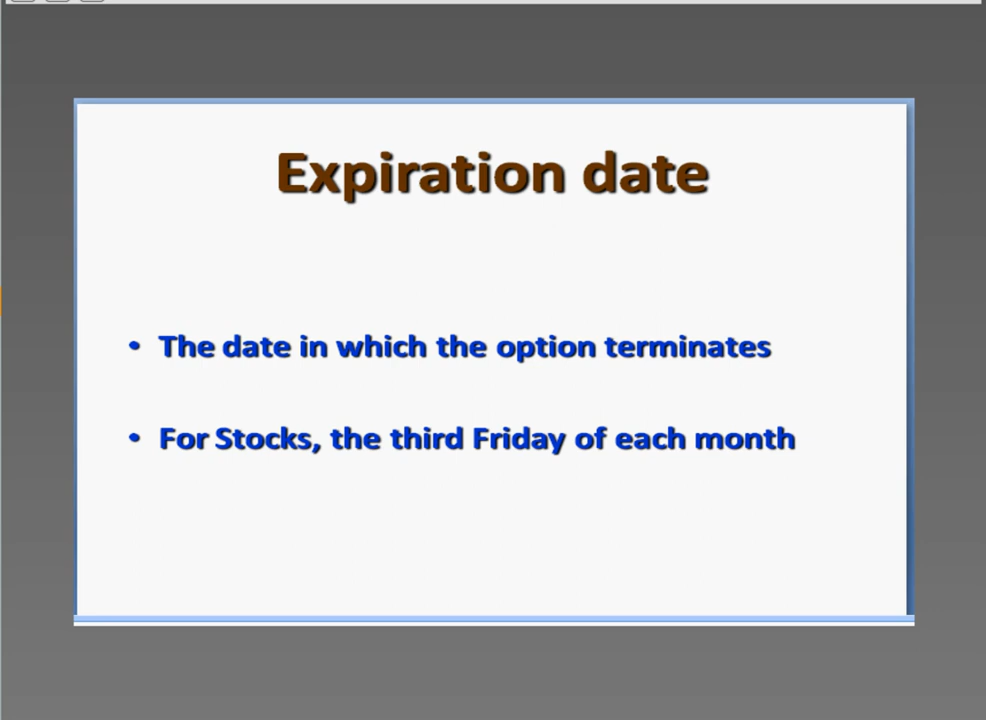 Expiration date
• The date in which the option terminates
• For Stocks, the third Friday of each month